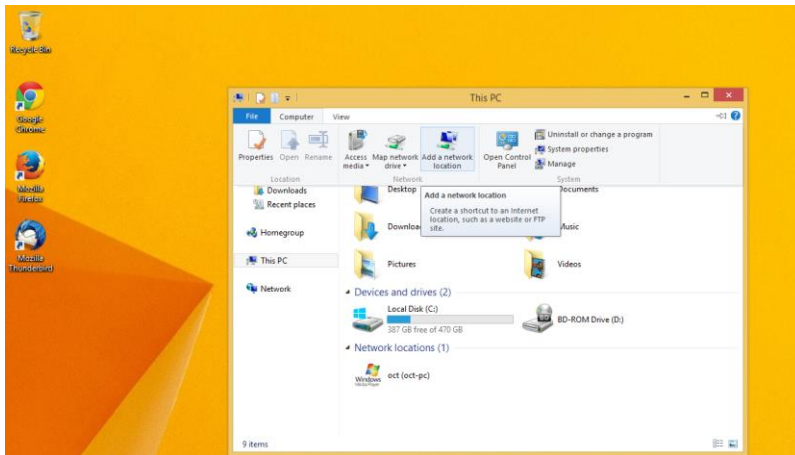 Recycle Bin
Google
Chrome
Mozilla
Firefox
Mozilla
Thunderbird
This PC
File Computer View
Properties Open Rename
Access media
Map network drive
Add a network location
Open Control Panel
Uninstall or change a program
System properties
Manage
Location Network System
Downloads
Recent places
Homegroup
This PC
Network
Desktop
Documents
Add a network location
Create a shortcut to an Internet
location, such as a website or FTP
site.
Music
Pictures
Videos
Devices and drives (2)
Local Disk (C:)
387 GB free of 470 GB
BD-ROM Drive (D:)
Network locations (1)
Windows
Media Player
oct (oct-pc)
9 items